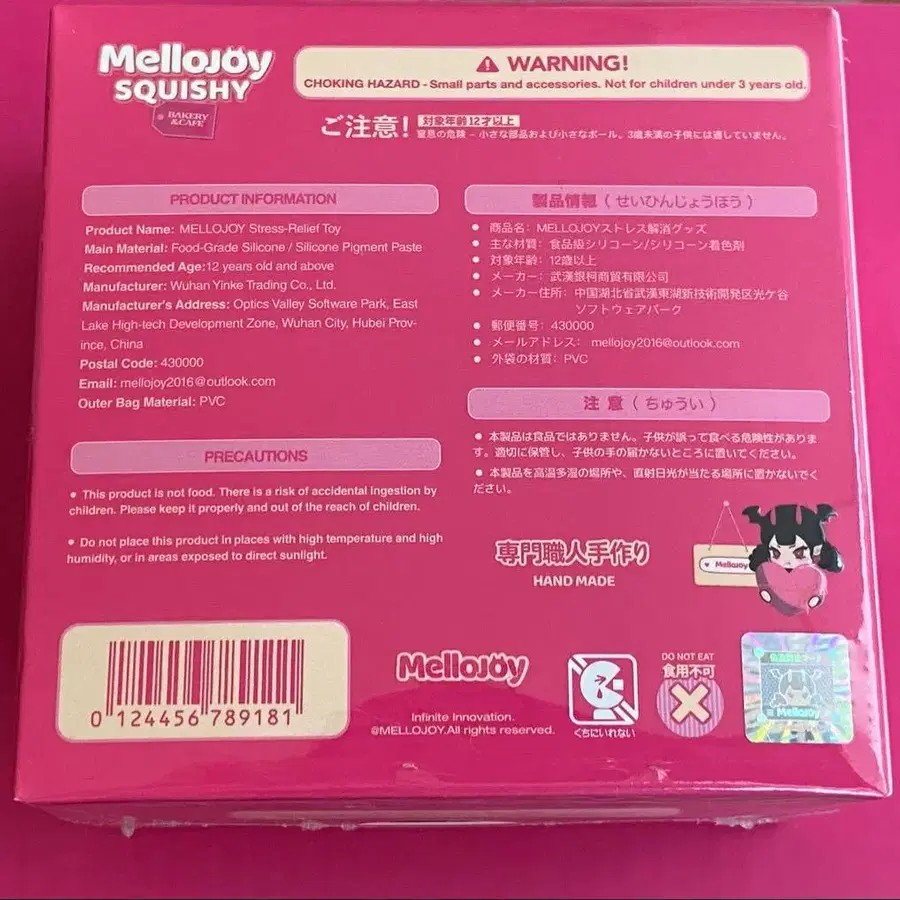 MelloJoy
SQUISHY
BAKERY
&CAFE
WARNING!
CHOKING HAZARD - Small parts and accessories. Not for children under 3 years old.
ご注意!
対象年齢12才以上
窒息の危険 – 小さな部品および小さなボール。3歳未満の子供には適していません。
PRODUCT INFORMATION
Product Name: MELLOJOY Stress-Relief Toy
Main Material: Food-Grade Silicone / Silicone Pigment Paste
Recommended Age:12 years old and above
Manufacturer: Wuhan Yinke Trading Co., Ltd.
Manufacturer's Address: Optics Valley Software Park, East
Lake High-tech Development Zone, Wuhan City, Hubei Prov-
ince, China
Postal Code: 430000
Email: mellojoy2016@outlook.com
Outer Bag Material: PVC
PRECAUTIONS
• This product is not food. There is a risk of accidental ingestion by
children. Please keep it properly and out of the reach of children.
• Do not place this product in places with high temperature and high
humidity, or in areas exposed to direct sunlight.
製品情報(せいひんじょうほう)
• 商品名: MELLOJOYストレス解消グッズ
• 主な材質: 食品級シリコーン/シリコーン着色剤
• 対象年齢: 12歳以上
• メーカー: 武漢銀柯商貿有限公司
• メーカー住所: 中国湖北省武漢東湖新技術開発区光ケ谷
ソフトウェアパーク
• 郵便番号: 430000
• メールアドレス: mellojoy2016@outlook.com
• 外袋の材質: PVC
注意(ちゅうい)
• 本製品は食品ではありません。子供が誤って食べる危険性がありま
す。適切に保管し、子供の手の届かないところに置いてください。
• 本製品を高温多湿の場所や、直射日光が当たる場所に置かないでく
ださい。
専門職人手作り
HAND MADE
MelloJoy
0 124456 789181
MelloJoy
Infinite Innovation.
@MELLOJOY.All rights reserved.
くちにいれない
DO NOT EAT
食用不可
MelloJoy